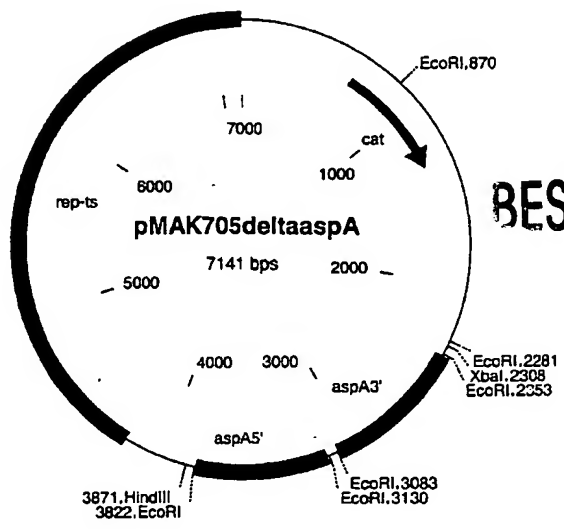 EcoRI.870
7000
cat
1000
6000
rep-ts
BES
pMAK705deltaaspA
7141 bps
2000
5000
4000
3000
EcoRI.2281
XbaI.2308
EcoRI.2353
aspA3'
aspA5'
EcoRI.3083
EcoRI.3130
3871.HindIII
3822.EcoRI